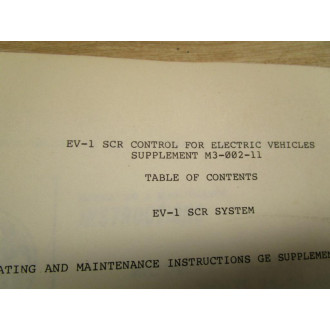 EV-1 SCR CONTROL FOR ELECTRIC VEHICLES
SUPPLEMENT M3-002-11
TABLE OF CONTENTS
EV-1 SCR SYSTEM
ATING AND MAINTENANCE INSTRUCTIONS GE SUPPLEMEN